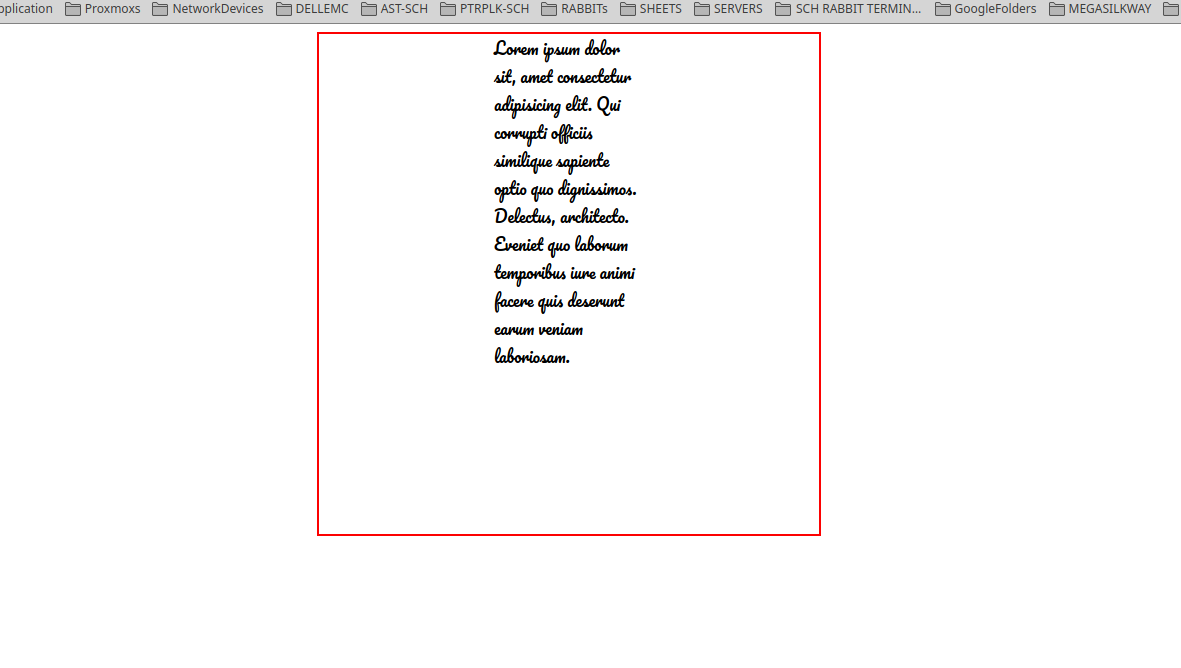 pplication Proxmoxs NetworkDevices DELLEMC AST-SCH PTRPLK-SCH RABBITs SHEETS SERVERS SCH RABBIT TERMIN... GoogleFolders MEGASILKWAY
Lorem ipsum dolor
sit, amet consectetur
adipisicing elit. Qui
corrupti officiis
similique sapiente
optio quo dignissimos.
Delectus, architecto.
Eveniet quo laborum
temporibus iure animi
facere quis deserunt
earum veniam
laboriosam.